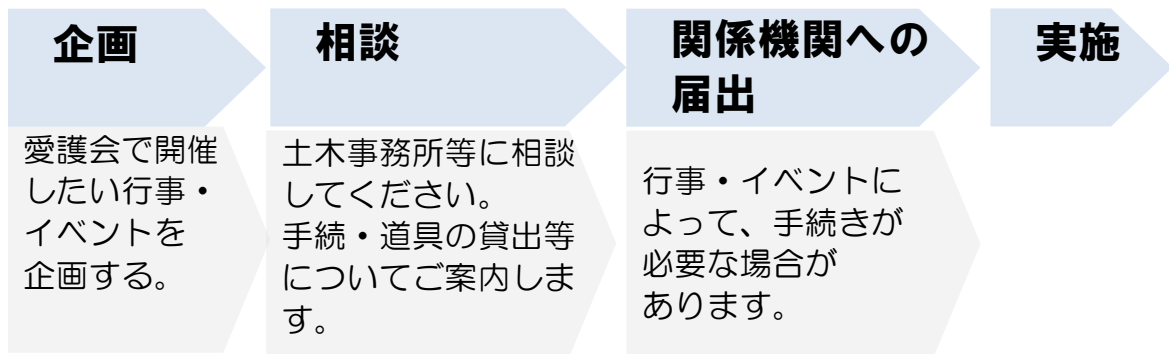 企画
愛護会で開催
したい行事・
イベントを
企画する。
相談
土木事務所等に相談
してください。
手続・道具の貸出等
についてご案内しま
す。
関係機関への
届出
行事・イベントに
よって、手続きが
必要な場合が
あります。
実施